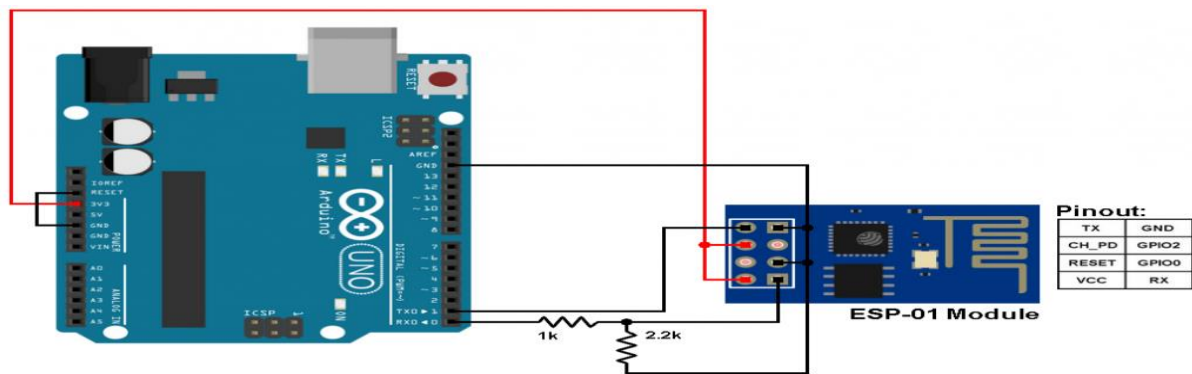 RESET
ICSP2
AREF
GND
13
12
~ 11
~ 10
~ 9
8
7
~ 6
~ 5
4
~ 3
2
TX0 ► 1
RX0 ◄ 0
DIGITAL (PWM=~)
RX
TX
L
Arduino™
UNO
ON
ICSP
1
IOREF
RESET
3V3
5V
GND
GND
VIN
POWER
A0
A1
A2
A3
A4
A5
ANALOG IN
1k
2.2k
ESP-01 Module
Pinout:
TX GND
CH_PD GPIO2
RESET GPIO0
VCC RX